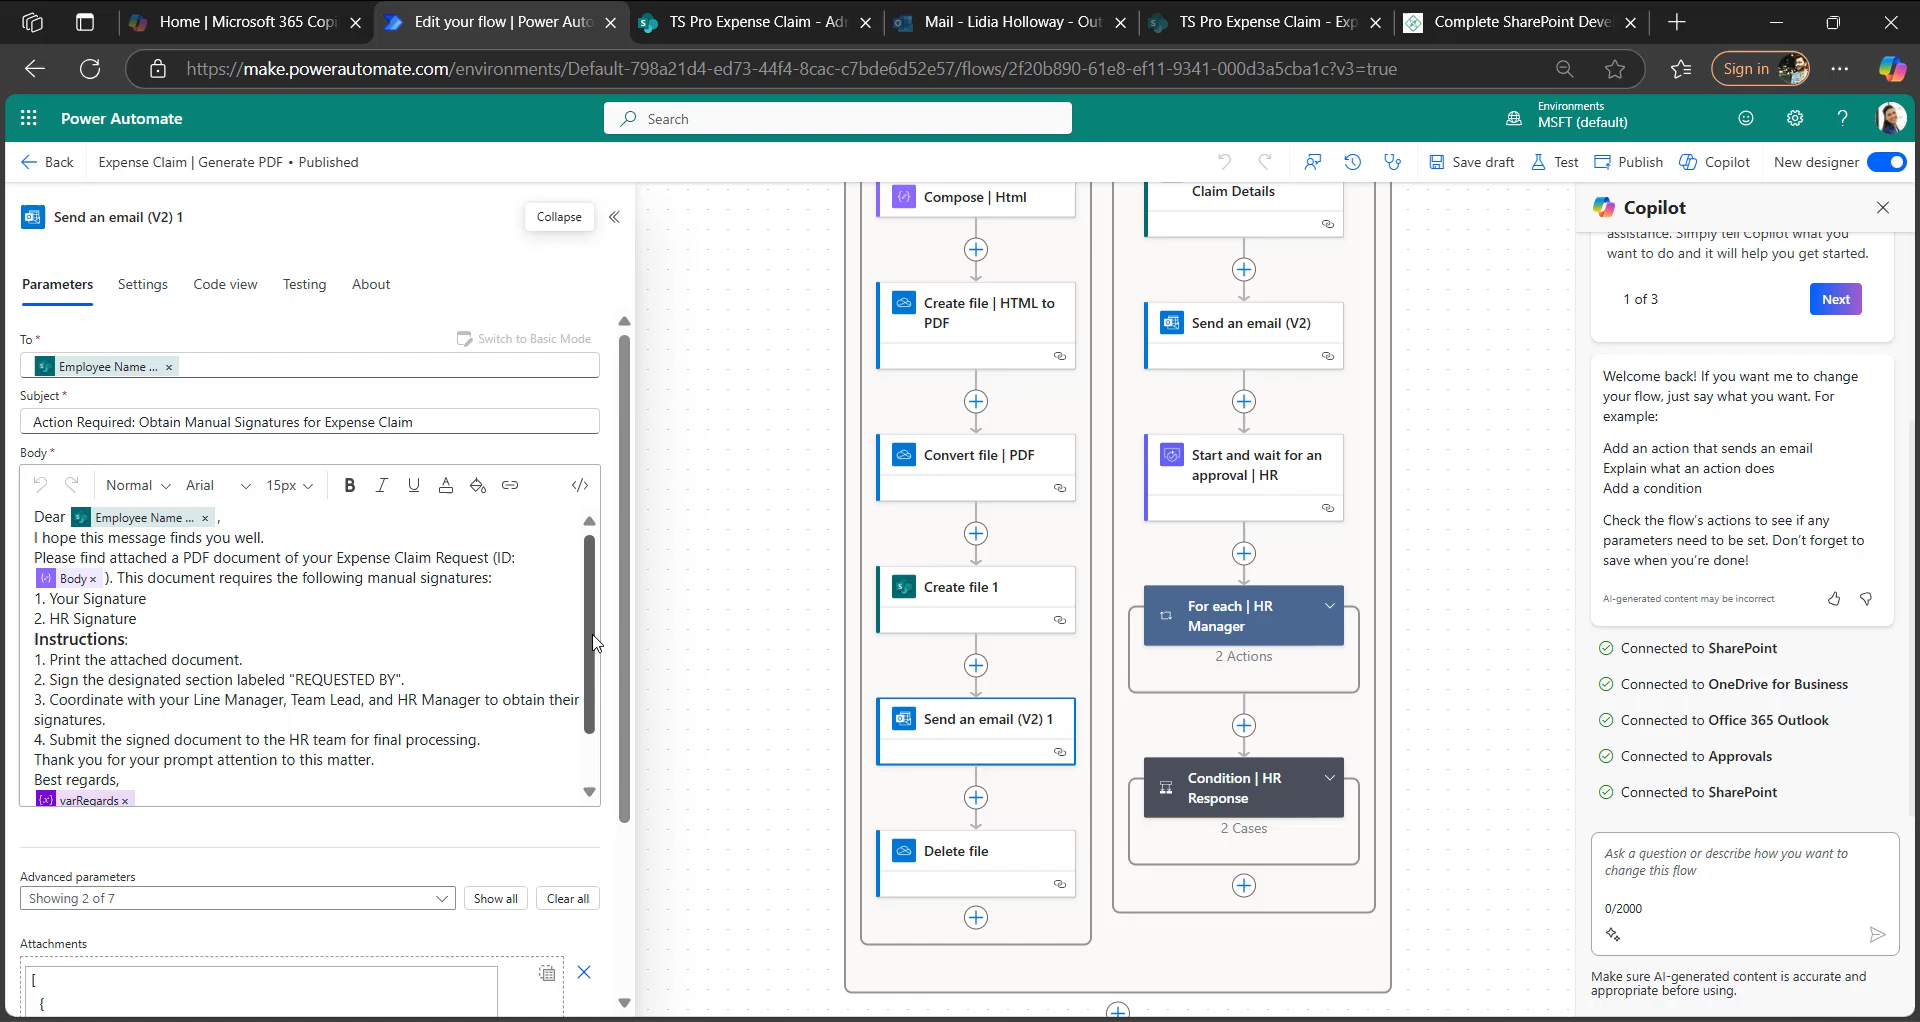 Home | Microsoft 365 Copi
Edit your flow | Power Auto
TS Pro Expense Claim - Adr
Mail - Lidia Holloway - Out
TS Pro Expense Claim - Exp
Complete SharePoint Deve
https://make.powerautomate.com/environments/Default-798a21d4-ed73-44f4-8cac-c7bde6d52e57/flows/2f20b890-61e8-ef11-9341-000d3a5cba1c?v3=true
Sign in
Power Automate
Search
Environments
MSFT (default)
Back
Expense Claim | Generate PDF • Published
Save draft
Test
Publish
Copilot
New designer
Send an email (V2) 1
Collapse
Parameters
Settings
Code view
Testing
About
To *
Switch to Basic Mode
Employee Name ... ×
Subject *
Action Required: Obtain Manual Signatures for Expense Claim
Body *
Normal
Arial
15px
B I U A </>
Dear Employee Name ... × ,
I hope this message finds you well.
Please find attached a PDF document of your Expense Claim Request (ID:
Body × ). This document requires the following manual signatures:
1. Your Signature
2. HR Signature
Instructions:
1. Print the attached document.
2. Sign the designated section labeled "REQUESTED BY".
3. Coordinate with your Line Manager, Team Lead, and HR Manager to obtain their
signatures.
4. Submit the signed document to the HR team for final processing.
Thank you for your prompt attention to this matter.
Best regards,
{x} varRegards ×
Advanced parameters
Showing 2 of 7
Show all
Clear all
Attachments
[
{
Compose | Html
Create file | HTML to
PDF
Convert file | PDF
Create file 1
Send an email (V2) 1
Delete file
Claim Details
Send an email (V2)
Start and wait for an
approval | HR
For each | HR
Manager
2 Actions
Condition | HR
Response
2 Cases
Copilot
assistance. Simply tell Copilot what you
want to do and it will help you get started.
1 of 3
Next
Welcome back! If you want me to change
your flow, just say what you want. For
example:
Add an action that sends an email
Explain what an action does
Add a condition
Check the flow's actions to see if any
parameters need to be set. Don't forget to
save when you're done!
AI-generated content may be incorrect
Connected to SharePoint
Connected to OneDrive for Business
Connected to Office 365 Outlook
Connected to Approvals
Connected to SharePoint
Ask a question or describe how you want to
change this flow
0/2000
Make sure AI-generated content is accurate and
appropriate before using.